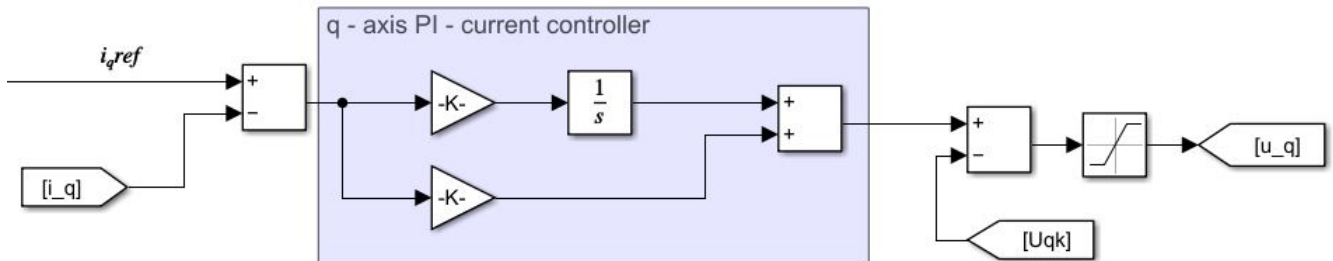 q - axis PI - current controller
i_qref
+
−
-K-
1
s
+
+
-K-
[i_q]
+
−
[u_q]
[Uqk]